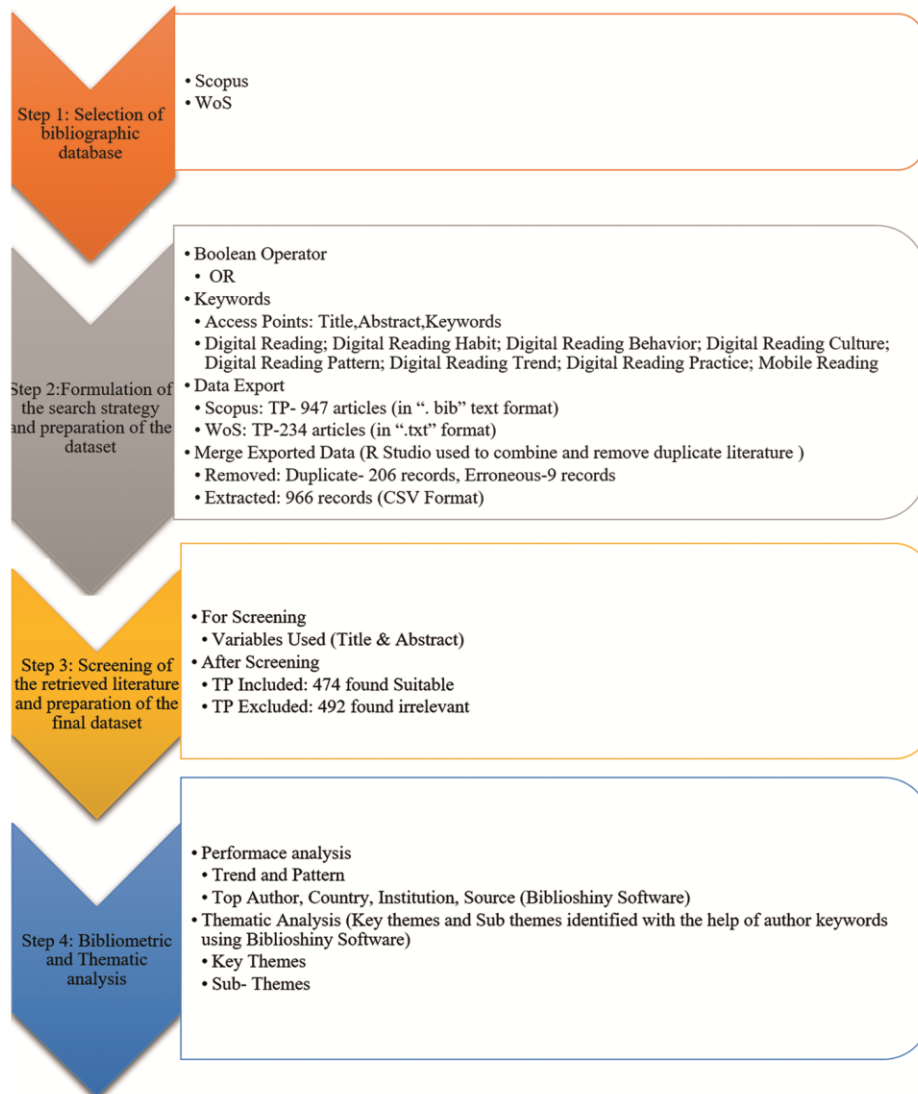 Step 1: Selection of
bibliographic
database
• Scopus
• WoS
Step 2:Formulation of
the search strategy
and preparation of the
dataset
• Boolean Operator
• OR
• Keywords
• Access Points: Title,Abstract,Keywords
• Digital Reading; Digital Reading Habit; Digital Reading Behavior; Digital Reading Culture;
Digital Reading Pattern; Digital Reading Trend; Digital Reading Practice; Mobile Reading
• Data Export
• Scopus: TP- 947 articles (in “. bib” text format)
• WoS: TP-234 articles (in “.txt” format)
• Merge Exported Data (R Studio used to combine and remove duplicate literature )
• Removed: Duplicate- 206 records, Erroneous-9 records
• Extracted: 966 records (CSV Format)
Step 3: Screening of
the retrieved literature
and preparation of the
final dataset
• For Screening
• Variables Used (Title & Abstract)
• After Screening
• TP Included: 474 found Suitable
• TP Excluded: 492 found irrelevant
Step 4: Bibliometric
and Thematic
analysis
• Performace analysis
• Trend and Pattern
• Top Author, Country, Institution, Source (Biblioshiny Software)
• Thematic Analysis (Key themes and Sub themes identified with the help of author keywords
using Biblioshiny Software)
• Key Themes
• Sub- Themes